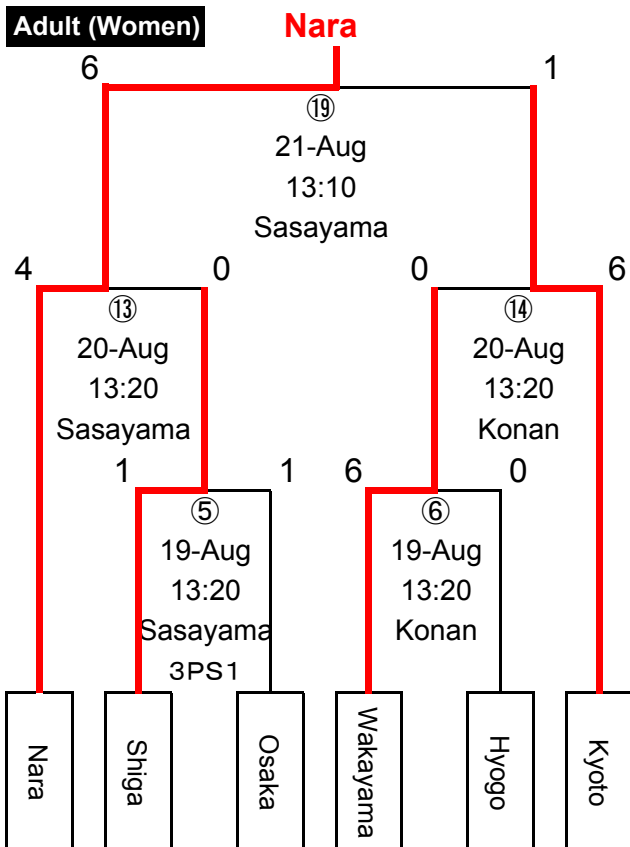 Adult (Women)
Nara
6
1
⑲
21-Aug
13:10
Sasayama
4
0
0
6
⑬
20-Aug
13:20
Sasayama
⑭
20-Aug
13:20
Konan
1
1
6
0
⑤
19-Aug
13:20
Sasayama
3PS1
⑥
19-Aug
13:20
Konan
Nara
Shiga
Osaka
Wakayama
Hyogo
Kyoto